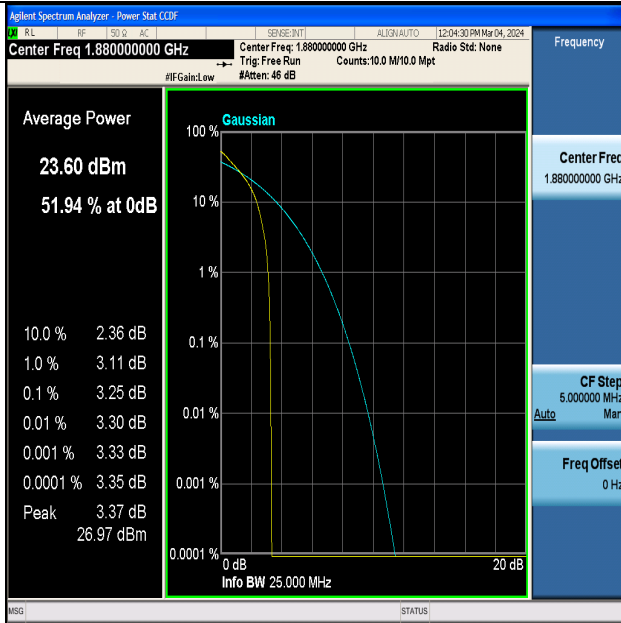 Agilent Spectrum Analyzer - Power Stat CCDF
LXI RL RF 50 Ω AC SENSE:INT ALIGN AUTO 12:04:30 PM Mar 04, 2024
Center Freq 1.880000000 GHz
Center Freq: 1.880000000 GHz Radio Std: None
Trig: Free Run Counts:10.0 M/10.0 Mpt
#IFGain:Low #Atten: 46 dB
Frequency
Average Power
23.60 dBm
51.94 % at 0dB
10.0 % 2.36 dB
1.0 % 3.11 dB
0.1 % 3.25 dB
0.01 % 3.30 dB
0.001 % 3.33 dB
0.0001 % 3.35 dB
Peak 3.37 dB
26.97 dBm
Gaussian
100 %
10 %
1 %
0.1 %
0.01 %
0.001 %
0.0001 %
0 dB 20 dB
Info BW 25.000 MHz
Center Freq
1.880000000 GHz
CF Step
5.000000 MHz
Auto Man
Freq Offset
0 Hz
MSG STATUS